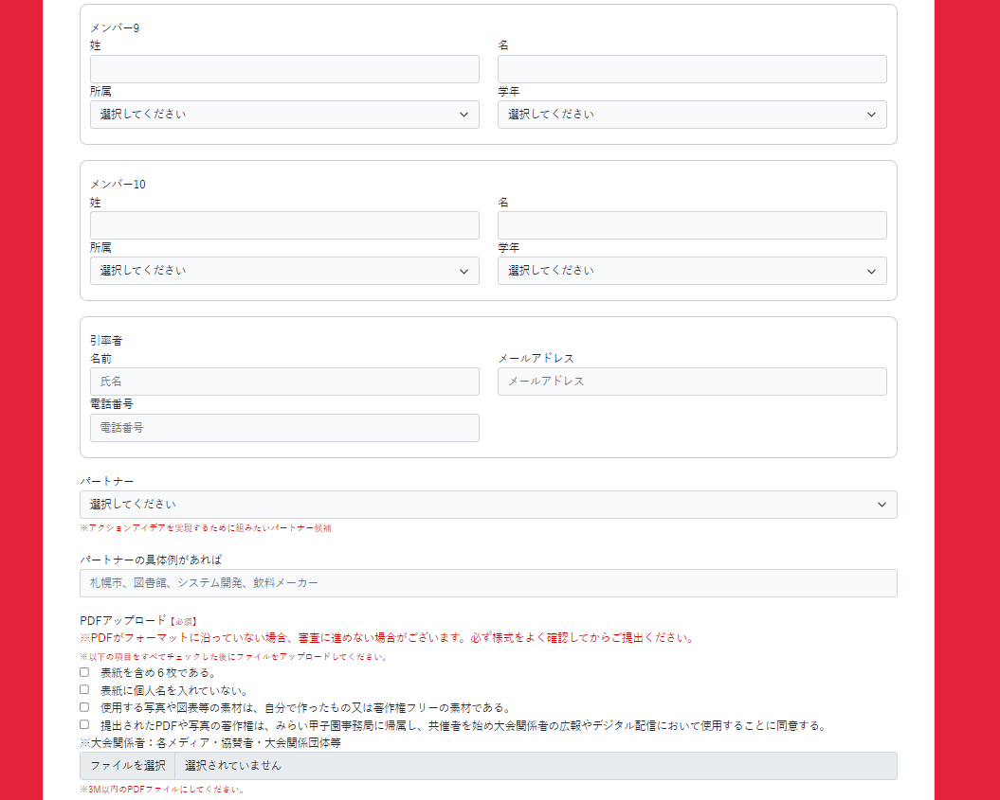 メンバー9
姓 名
所属 学年
選択してください 選択してください
メンバー10
姓 名
所属 学年
選択してください 選択してください
引率者
名前 メールアドレス
氏名 メールアドレス
電話番号
電話番号
パートナー
選択してください
※アクションアイデアを実現するために組みたいパートナー候補
パートナーの具体例があれば
札幌市、図書館、システム開発、飲料メーカー
PDFアップロード【必須】
※PDFがフォーマットに沿っていない場合、審査に進めない場合がございます。必ず様式をよく確認してからご提出ください。
※以下の項目をすべてチェックした後にファイルをアップロードしてください。
表紙を含め６枚である。
表紙に個人名を入れていない。
使用する写真や図表等の素材は、自分で作ったもの又は著作権フリーの素材である。
提出されたPDFや写真の著作権は、みらい甲子園事務局に帰属し、共催者を始め大会関係者の広報やデジタル配信において使用することに同意する。
※大会関係者：各メディア・協賛者・大会関係団体等
ファイルを選択 選択されていません
※3M以内のPDFファイルにしてください。